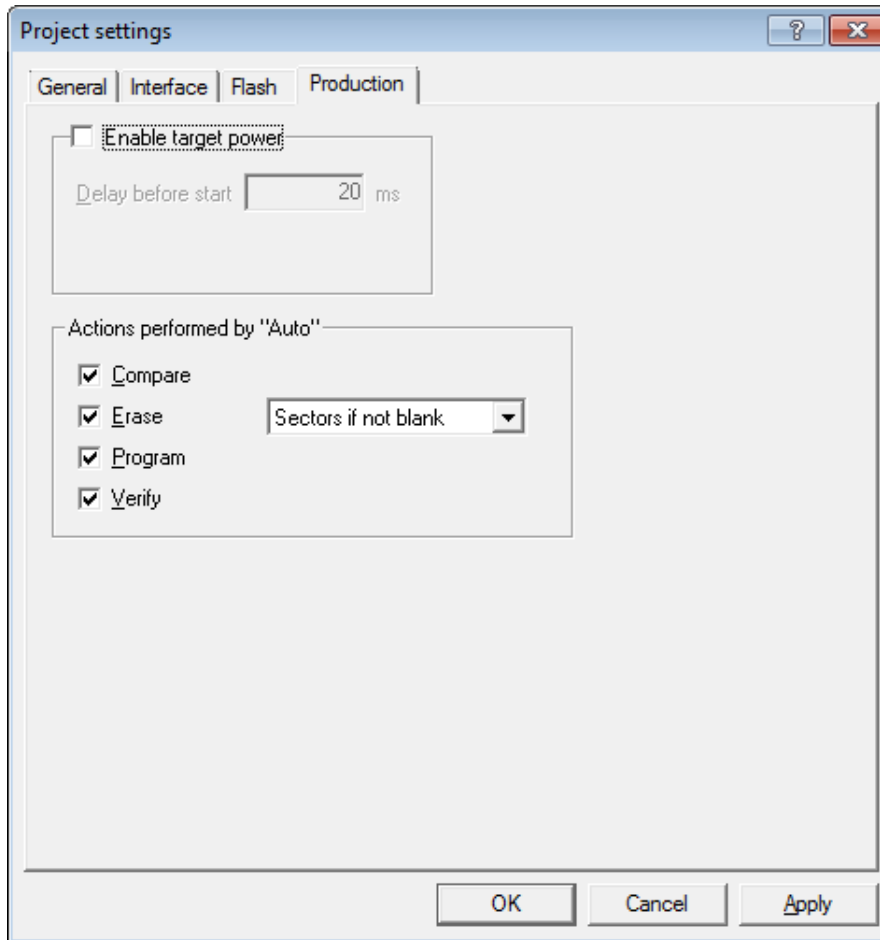 Project settings
General Interface Flash Production
Enable target power
Delay before start 20 ms
Actions performed by "Auto"
Compare
Erase Sectors if not blank
Program
Verify
OK Cancel Apply